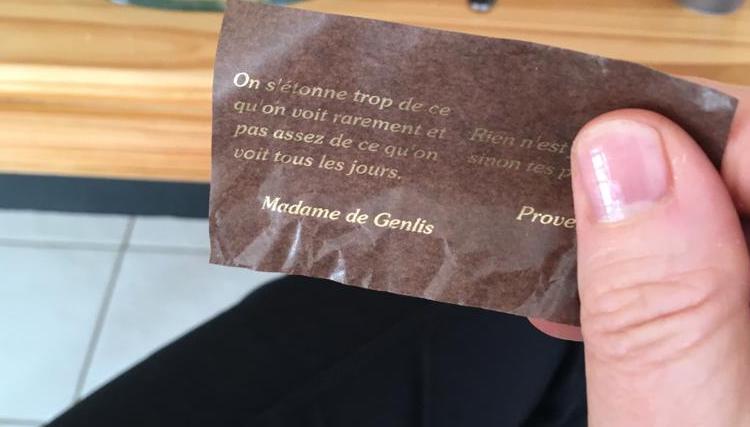 On s'étonne trop de ce
qu'on voit rarement et
pas assez de ce qu'on
voit tous les jours.
Madame de Genlis
Rien n'est
sinon tes